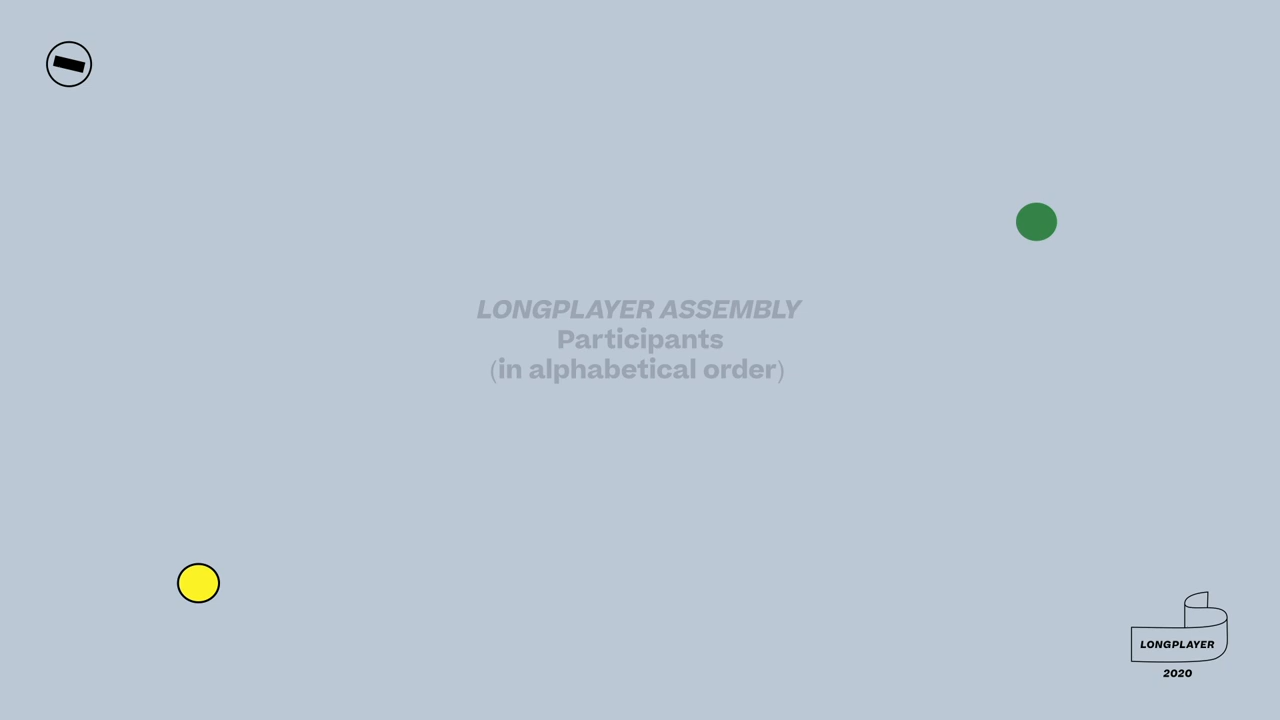 LONGPLAYER ASSEMBLY
Participants
(in alphabetical order)
LONGPLAYER
2020